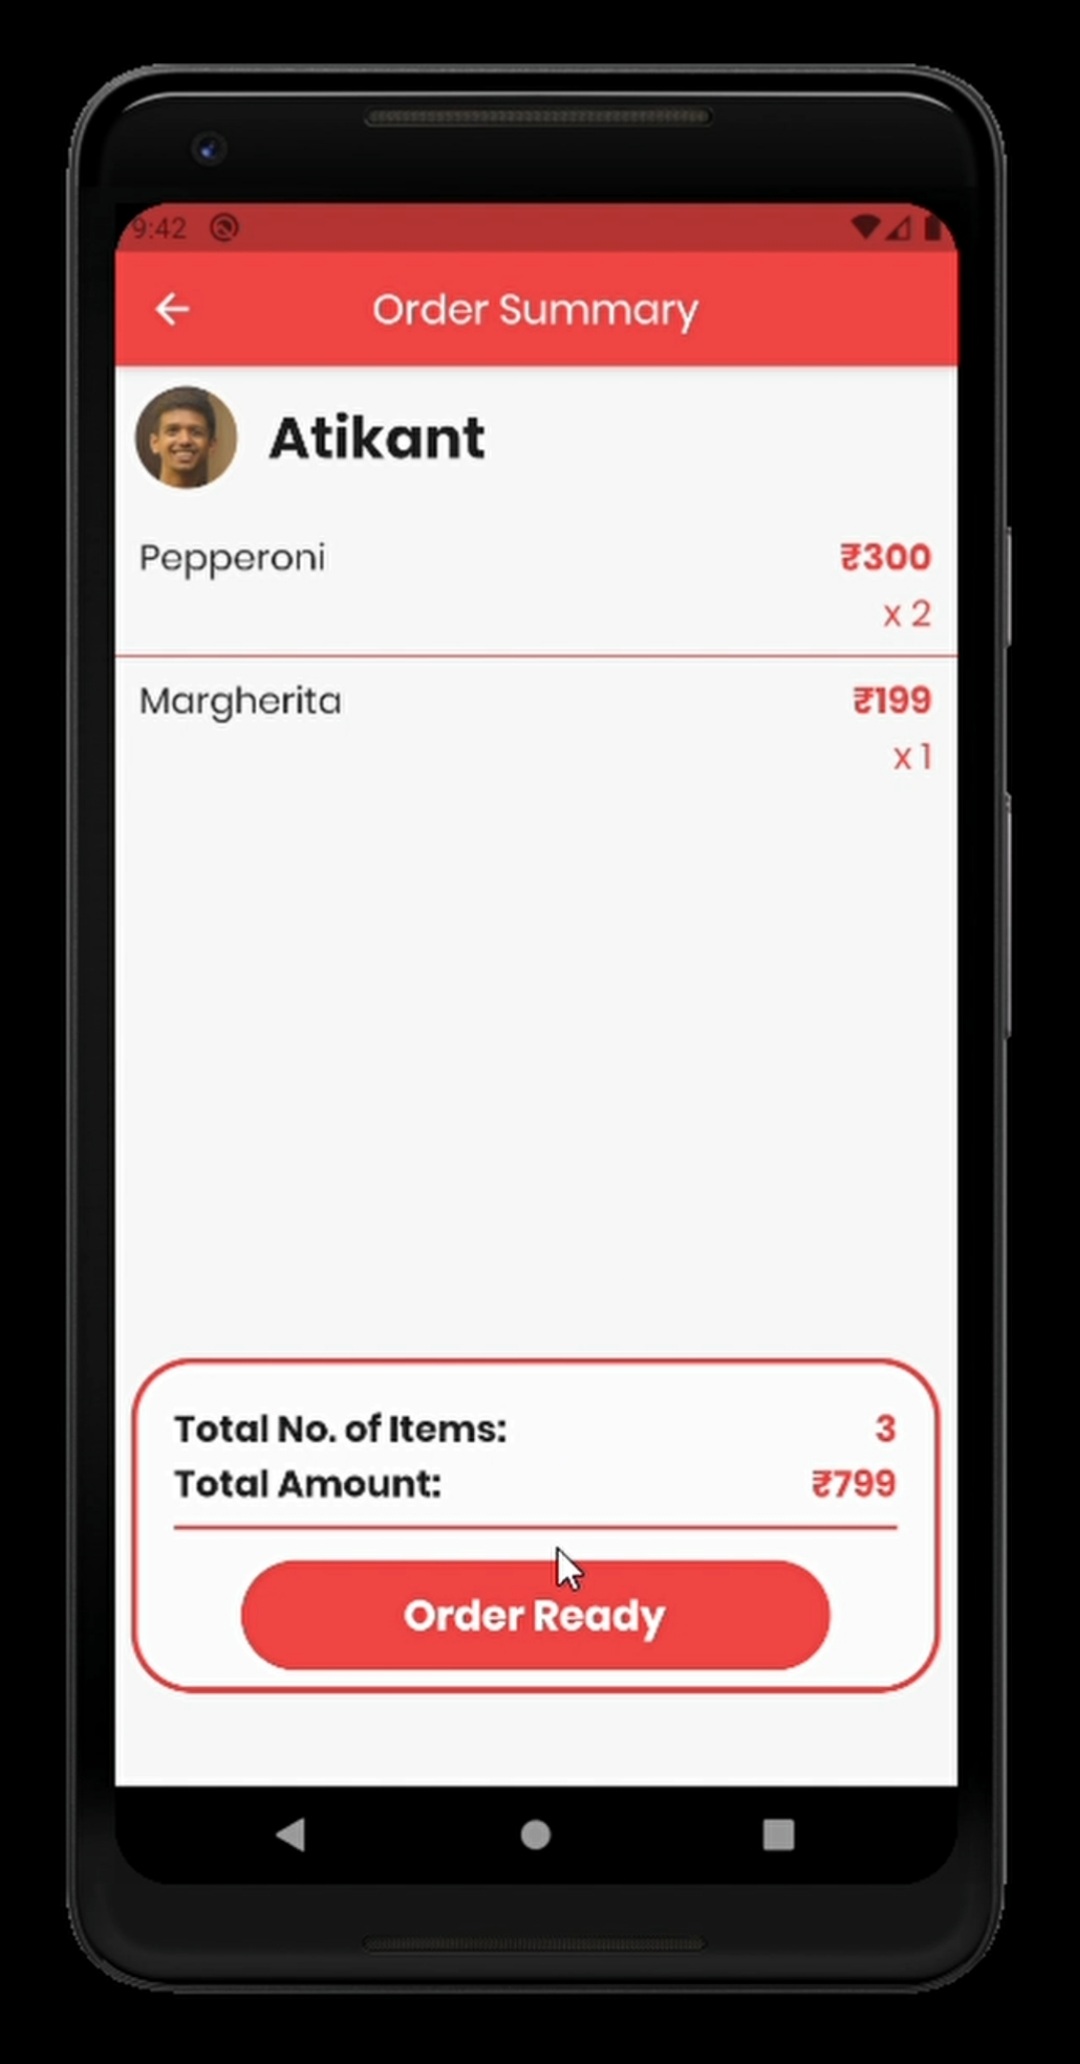 9:42
Order Summary
Atikant
Pepperoni ₹300
x 2
Margherita ₹199
x 1
Total No. of Items: 3
Total Amount: ₹799
Order Ready